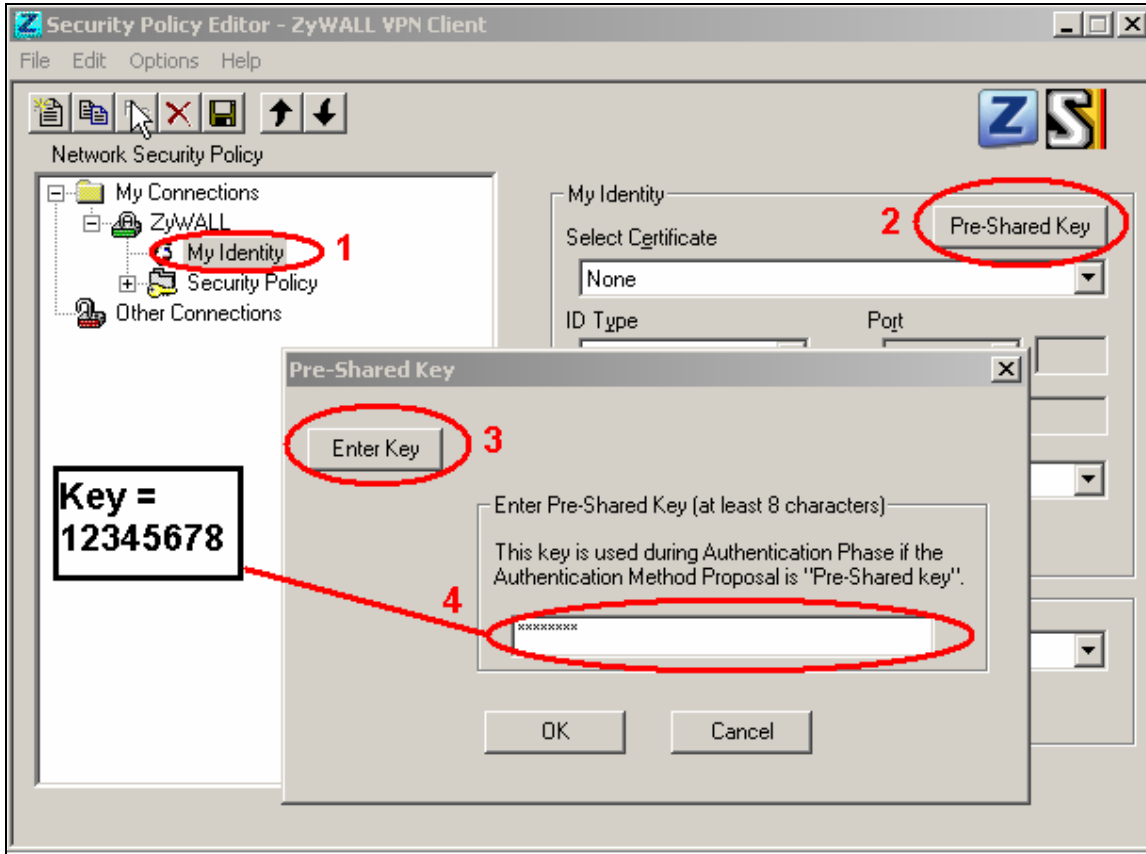 Security Policy Editor - ZyWALL VPN Client
File Edit Options Help
Network Security Policy
My Connections
ZyWALL
My Identity
1
Security Policy
Other Connections
My Identity
2
Pre-Shared Key
Select Certificate
None
ID Type
Port
Pre-Shared Key
Enter Key
3
Key =
12345678
Enter Pre-Shared Key (at least 8 characters)
This key is used during Authentication Phase if the
Authentication Method Proposal is "Pre-Shared key".
4
********
OK
Cancel